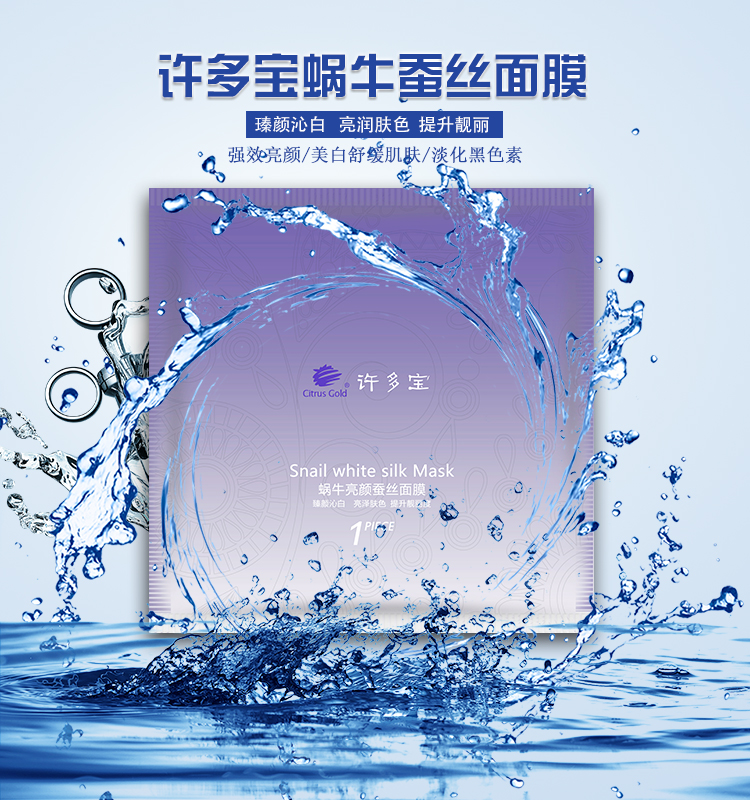 许多宝蜗牛蚕丝面膜
瑧颜沁白 亮润肤色 提升靓丽
强效亮颜/美白舒缓肌肤/淡化黑色素
Citrus Gold® 许多宝
Snail white silk Mask
蜗牛亮颜蚕丝面膜
瑧颜沁白 亮泽肤色 提升靓
1 PIECE